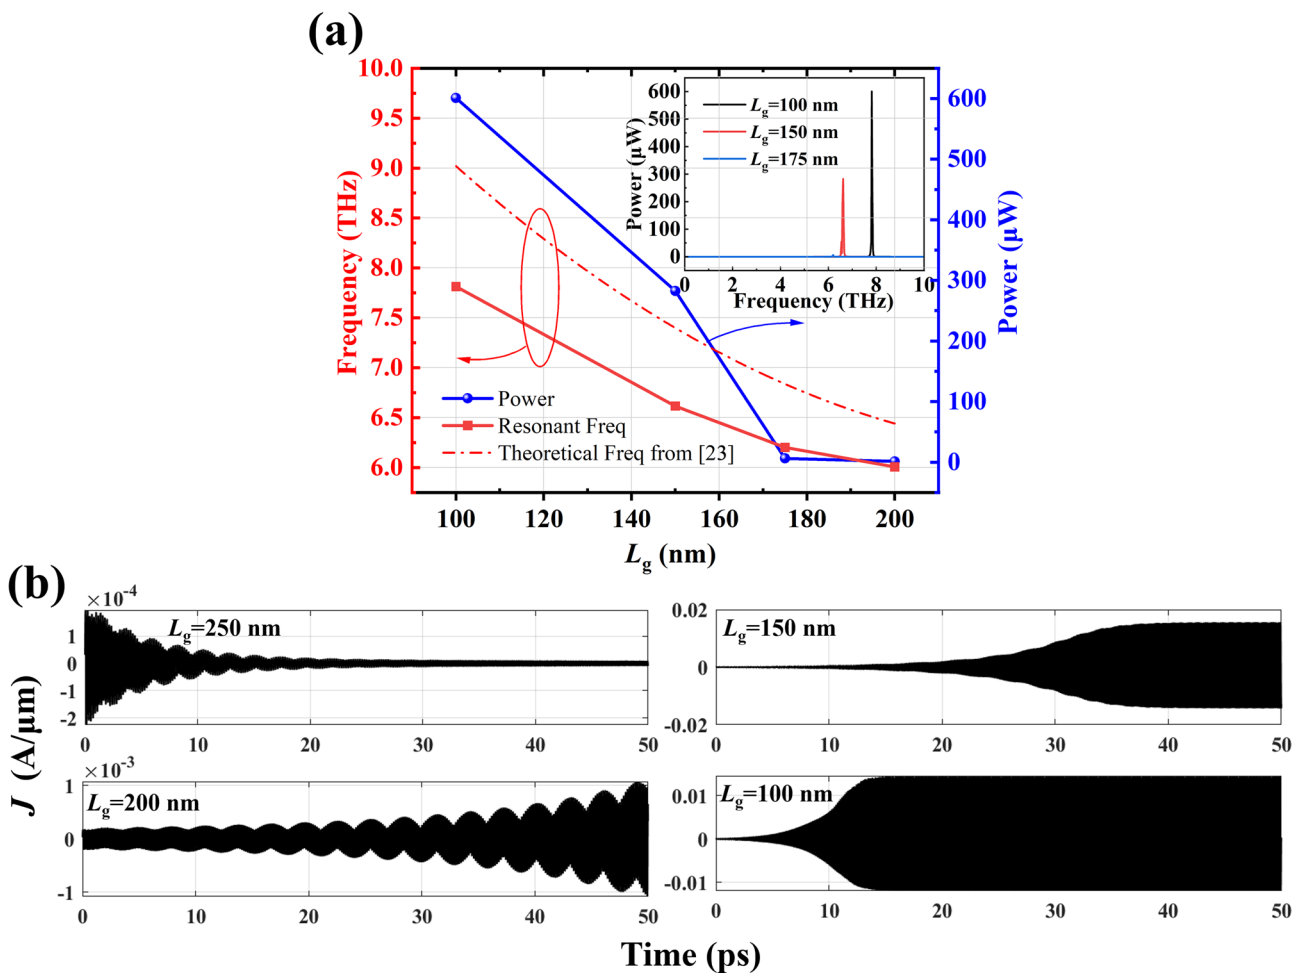 (a)
10.0
9.5
9.0
8.5
8.0
7.5
7.0
6.5
6.0
Frequency (THz)
100 120 140 160 180 200
Lg (nm)
600
500
400
300
200
100
0
Power (μW)
Power
Resonant Freq
Theoretical Freq from [23]
600
500
400
300
200
100
0
Power (μW)
Lg=100 nm
Lg=150 nm
Lg=175 nm
0 2 4 6 8 10
Frequency (THz)
(b)
J (A/μm)
×10-4
Lg=250 nm
1
0
-1
-2
0 10 20 30 40 50
0.02
Lg=150 nm
0
-0.02
0 10 20 30 40 50
×10-3
1
Lg=200 nm
0
-1
0 10 20 30 40 50
0.01
Lg=100 nm
0
-0.01
0 10 20 30 40 50
Time (ps)